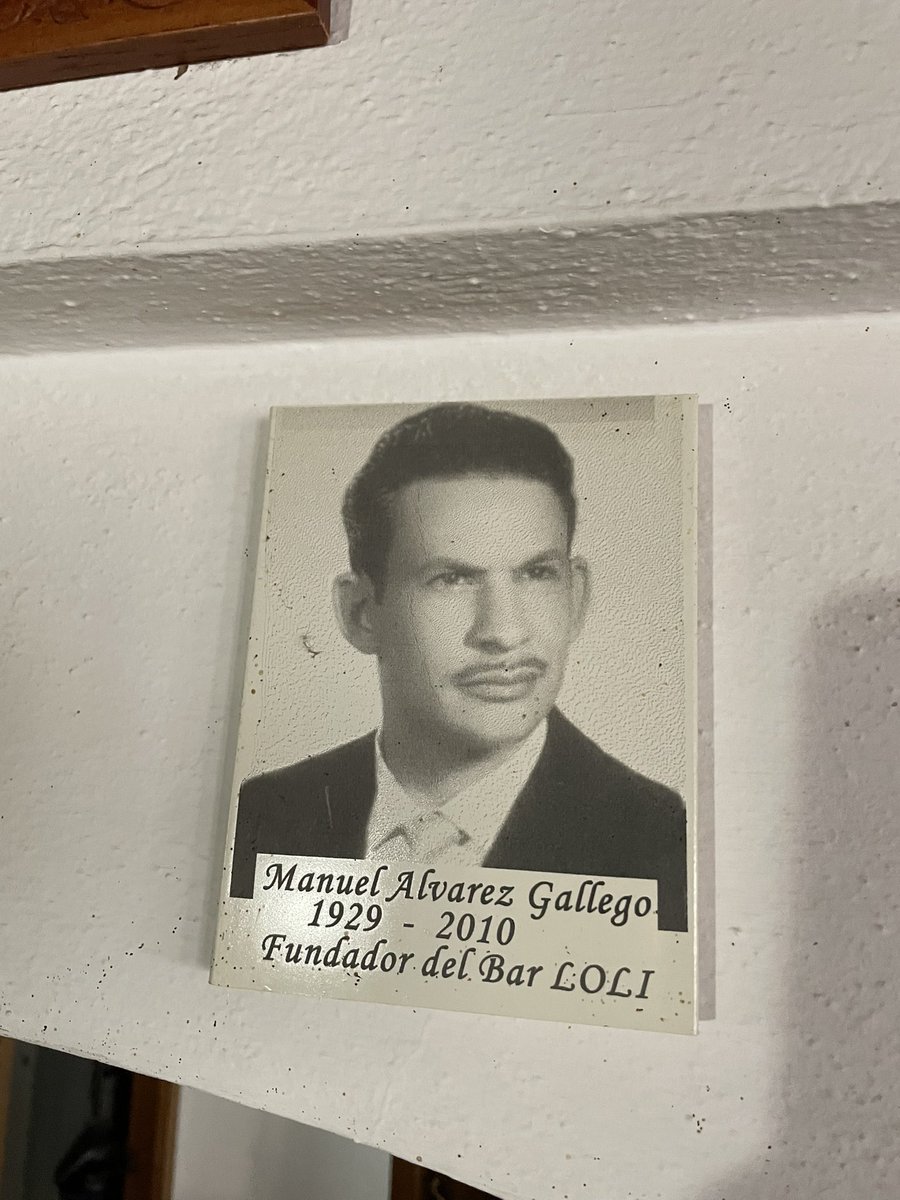 Manuel Alvarez Gallego
1929 - 2010
Fundador del Bar LOLI